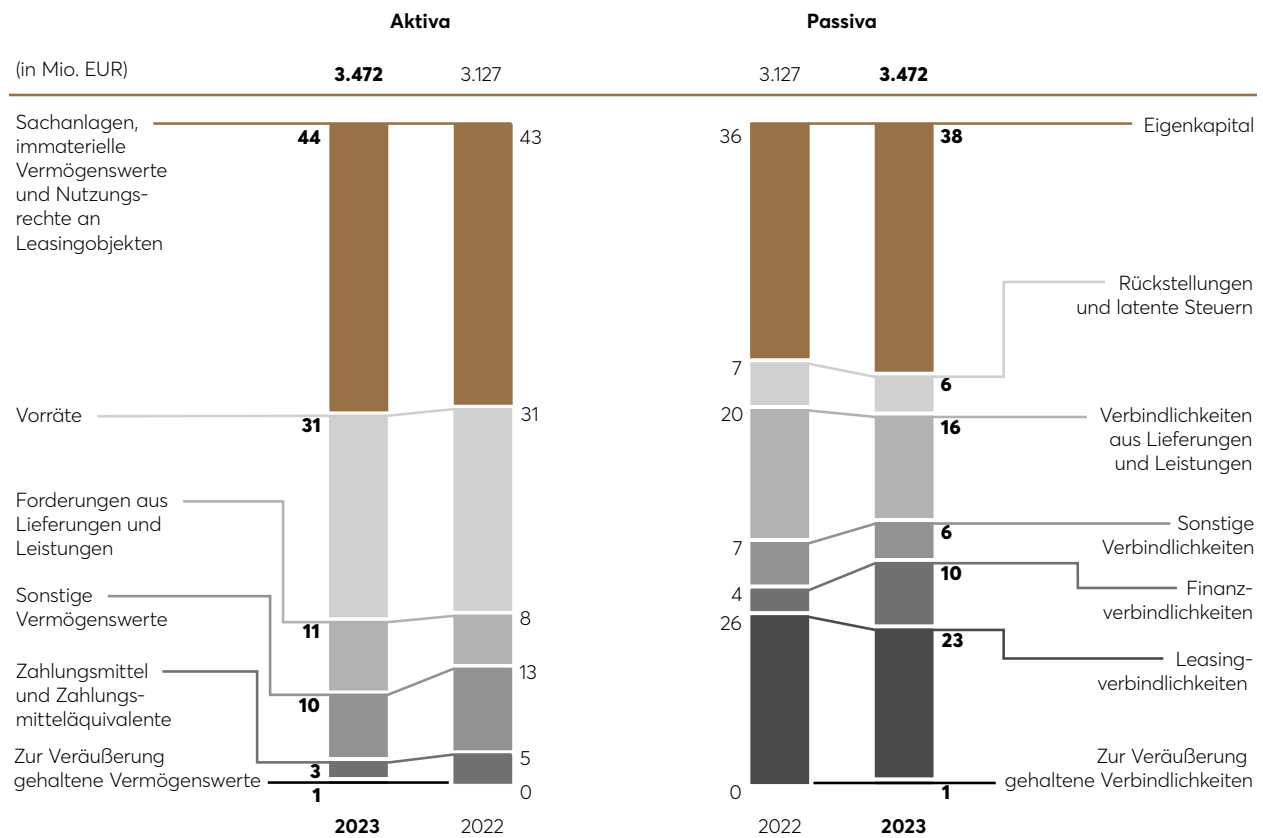 Aktiva
Passiva
(in Mio. EUR)
3.472
3.127
3.127
3.472
Sachanlagen,
immaterielle
Vermögenswerte
und Nutzungs-
rechte an
Leasingobjekten
44
43
36
38
Eigenkapital
Rückstellungen
und latente Steuern
7
6
Vorräte
31
31
20
16
Verbindlichkeiten
aus Lieferungen
und Leistungen
Forderungen aus
Lieferungen und
Leistungen
11
8
7
6
Sonstige
Verbindlichkeiten
Sonstige
Vermögenswerte
10
13
4
10
Finanz-
verbindlichkeiten
26
23
Leasing-
verbindlichkeiten
Zahlungsmittel
und Zahlungs-
mitteläquivalente
3
5
Zur Veräußerung
gehaltene Vermögenswerte
1
0
0
1
Zur Veräußerung
gehaltene Verbindlichkeiten
2023
2022
2022
2023